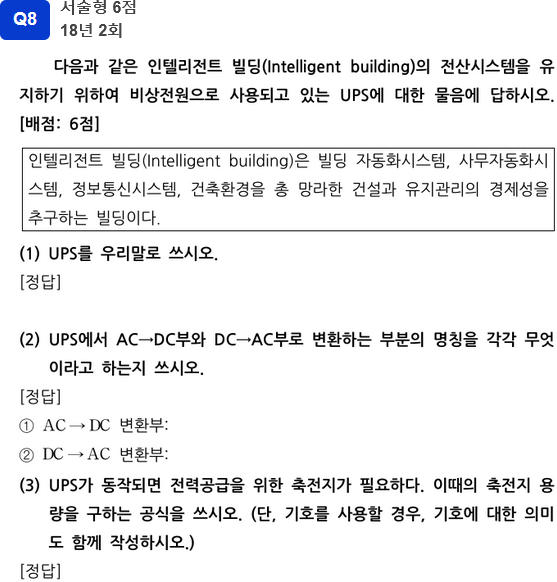 Q8
서술형 6점
18년 2회
다음과 같은 인텔리전트 빌딩(Intelligent building)의 전산시스템을 유
지하기 위하여 비상전원으로 사용되고 있는 UPS에 대한 물음에 답하시오.
[배점: 6점]
인텔리전트 빌딩(Intelligent building)은 빌딩 자동화시스템, 사무자동화시
스템, 정보통신시스템, 건축환경을 총 망라한 건설과 유지관리의 경제성을
추구하는 빌딩이다.
(1) UPS를 우리말로 쓰시오.
[정답]
(2) UPS에서 AC→DC부와 DC→AC부로 변환하는 부분의 명칭을 각각 무엇
이라고 하는지 쓰시오.
[정답]
① AC→DC 변환부:
② DC→AC 변환부:
(3) UPS가 동작되면 전력공급을 위한 축전지가 필요하다. 이때의 축전지 용
량을 구하는 공식을 쓰시오. (단, 기호를 사용할 경우, 기호에 대한 의미
도 함께 작성하시오.)
[정답]